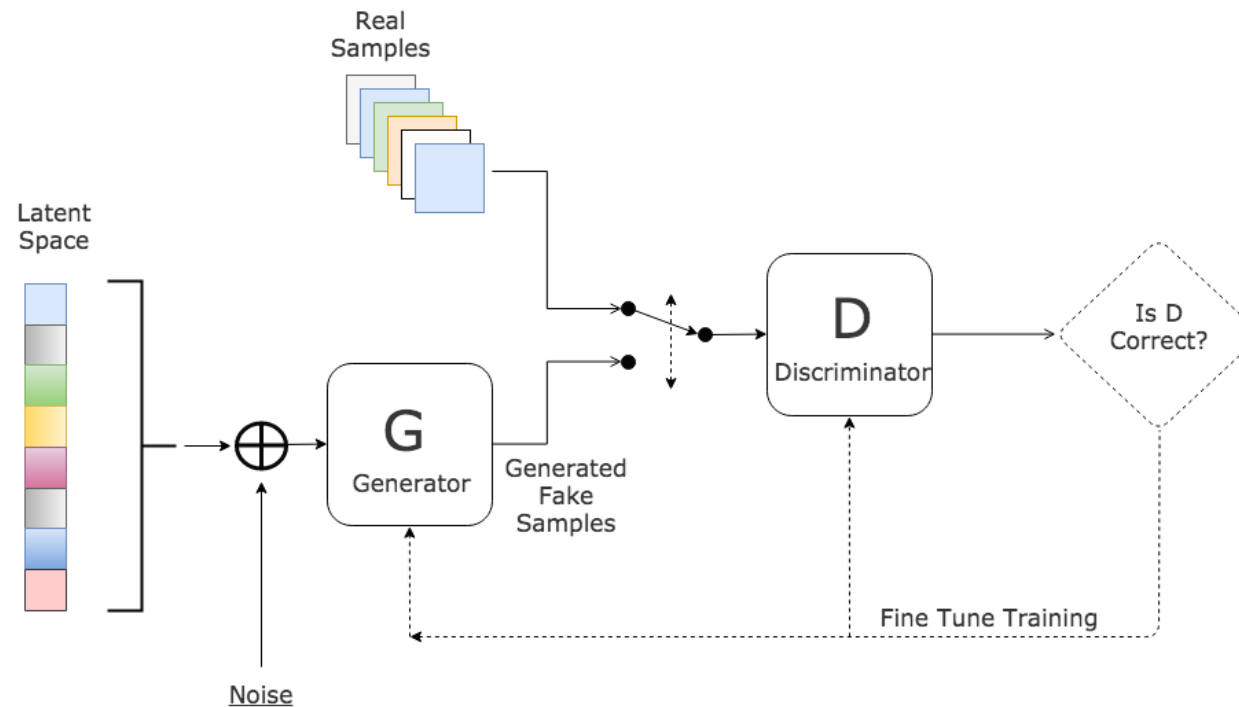 Real
Samples
Latent
Space
G
Generator
Generated
Fake
Samples
D
Discriminator
Is D
Correct?
Fine Tune Training
Noise